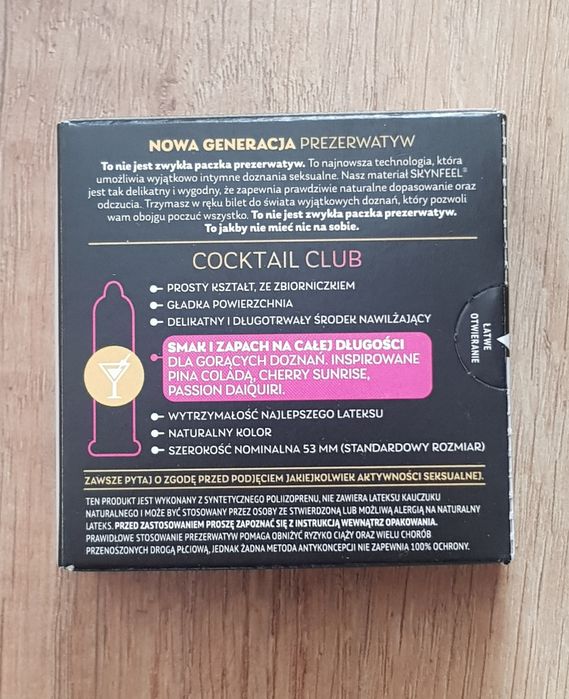 NOWA GENERACJA PREZERWATYW
To nie jest zwykła paczka prezerwatyw. To najnowsza technologia, która
umożliwia wyjątkowo intymne doznania seksualne. Nasz materiał SKYNFEEL®
jest tak delikatny i wygodny, że zapewnia prawdziwie naturalne dopasowanie oraz
odczucia. Trzymasz w ręku bilet do świata wyjątkowych doznań, który pozwoli
wam obojgu poczuć wszystko. To nie jest zwykła paczka prezerwatyw.
To jakby nie mieć nic na sobie.
COCKTAIL CLUB
PROSTY KSZTAŁT, ZE ZBIORNICZKIEM
GŁADKA POWIERZCHNIA
DELIKATNY I DŁUGOTRWAŁY ŚRODEK NAWILŻAJĄCY
SMAK I ZAPACH NA CAŁEJ DŁUGOŚCI
DLA GORĄCYCH DOZNAŃ. INSPIROWANE
PINA COLADĄ, CHERRY SUNRISE,
PASSION DAIQUIRI.
WYTRZYMAŁOŚĆ NAJLEPSZEGO LATEKSU
NATURALNY KOLOR
SZEROKOŚĆ NOMINALNA 53 MM (STANDARDOWY ROZMIAR)
ŁATWE
OTWIERANIE
ZAWSZE PYTAJ O ZGODĘ PRZED PODJĘCIEM JAKIEJKOLWIEK AKTYWNOŚCI SEKSUALNEJ.
TEN PRODUKT JEST WYKONANY Z SYNTETYCZNEGO POLIIZOPRENU, NIE ZAWIERA LATEKSU KAUCZUKU
NATURALNEGO I MOŻE BYĆ STOSOWANY PRZEZ OSOBY ZE STWIERDZONĄ LUB MOŻLIWĄ ALERGIĄ NA NATURALNY
LATEKS. PRZED ZASTOSOWANIEM PROSZĘ ZAPOZNAĆ SIĘ Z INSTRUKCJĄ WEWNĄTRZ OPAKOWANIA.
PRAWIDŁOWE STOSOWANIE PREZERWATYW POMAGA OBNIŻYĆ RYZYKO CIĄŻY ORAZ WIELU CHORÓB
PRZENOSZONYCH DROGĄ PŁCIOWĄ, JEDNAK ŻADNA METODA ANTYKONCEPCJI NIE ZAPEWNIA 100% OCHRONY.